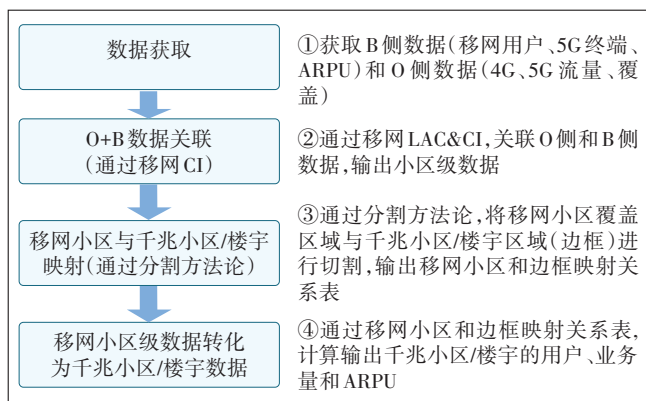 数据获取
①获取B侧数据(移网用户、5G终端、
ARPU)和O侧数据(4G、5G流量、覆
盖)
O+B数据关联
(通过移网CI)
②通过移网LAC&CI,关联O侧和B侧
数据,输出小区级数据
移网小区与千兆小区/楼宇
映射(通过分割方法论)
③通过分割方法论,将移网小区覆盖
区域与千兆小区/楼宇区域(边框)进
行切割,输出移网小区和边框映射关
系表
移网小区级数据转化
为千兆小区/楼宇数据
④通过移网小区和边框映射关系表,
计算输出千兆小区/楼宇的用户、业务
量和ARPU